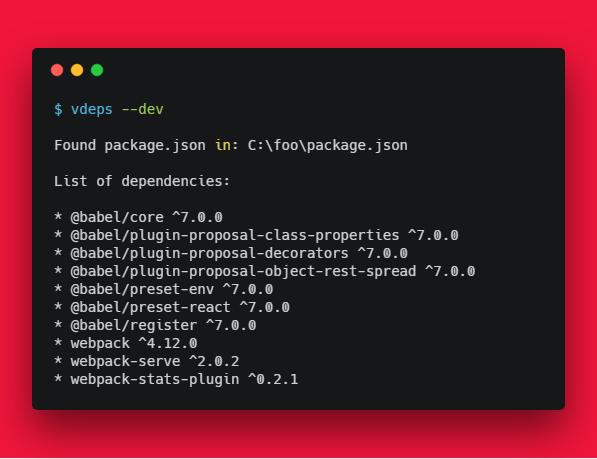 $ vdeps --dev
Found package.json in: C:\foo\package.json
List of dependencies:
* @babel/core ^7.0.0
* @babel/plugin-proposal-class-properties ^7.0.0
* @babel/plugin-proposal-decorators ^7.0.0
* @babel/plugin-proposal-object-rest-spread ^7.0.0
* @babel/preset-env ^7.0.0
* @babel/preset-react ^7.0.0
* @babel/register ^7.0.0
* webpack ^4.12.0
* webpack-serve ^2.0.2
* webpack-stats-plugin ^0.2.1